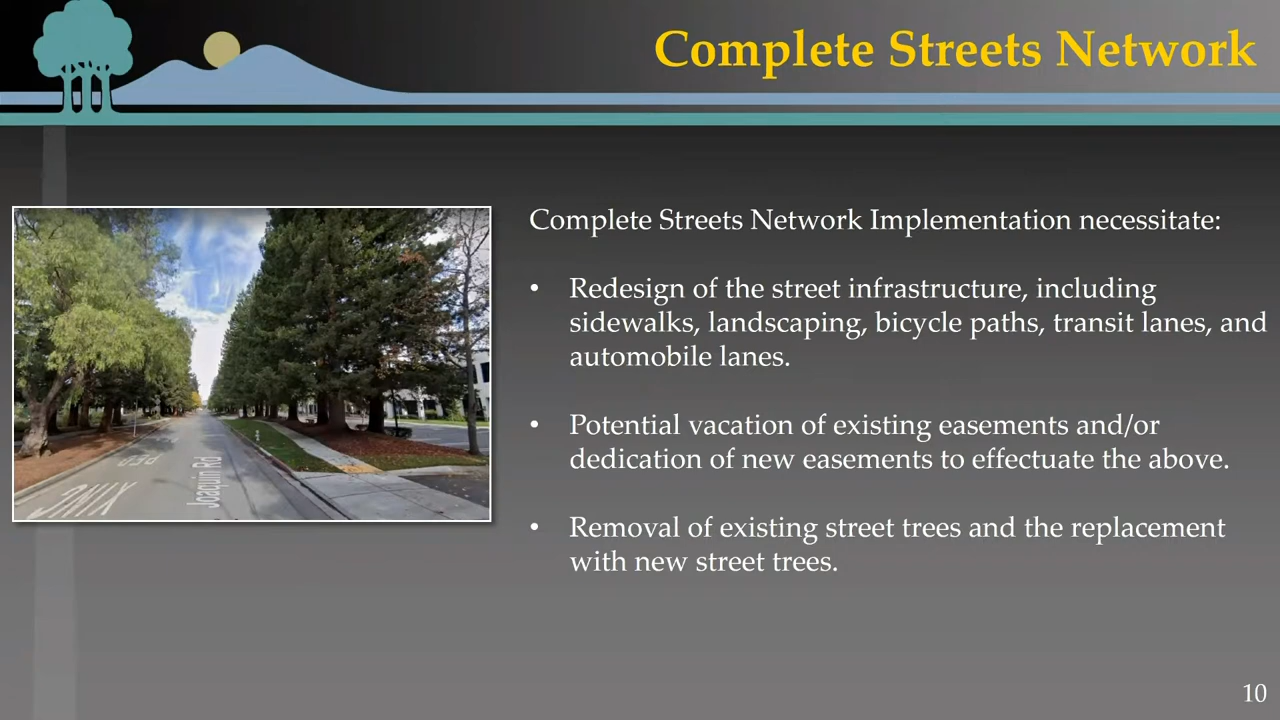 Complete Streets Network
Complete Streets Network Implementation necessitate:
• Redesign of the street infrastructure, including
sidewalks, landscaping, bicycle paths, transit lanes, and
automobile lanes.
• Potential vacation of existing easements and/or
dedication of new easements to effectuate the above.
• Removal of existing street trees and the replacement
with new street trees.
PED
XING
Joaquin Rd
10